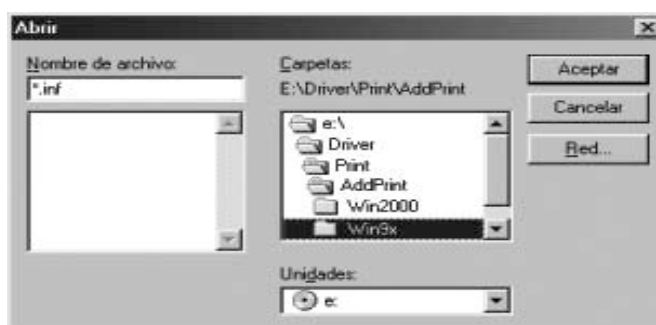 Abrir
Nombre de archivo:
*.inf
Carpetas:
E:\Driver\Print\AddPrint
e:\
Driver
Print
AddPrint
Win2000
Win9x
Unidades:
e:
Aceptar
Cancelar
Red...